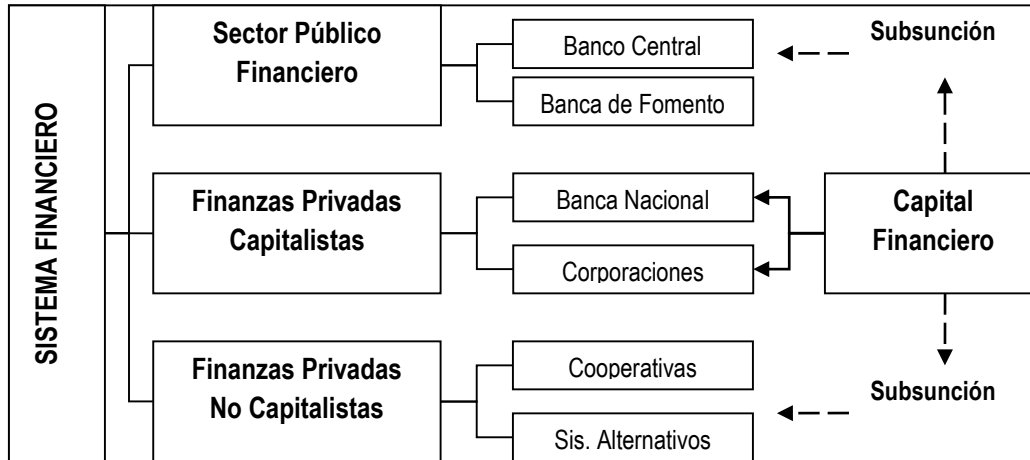 SISTEMA FINANCIERO
Sector Público
Financiero
Banco Central
Banca de Fomento
Subsunción
Finanzas Privadas
Capitalistas
Banca Nacional
Corporaciones
Capital
Financiero
Finanzas Privadas
No Capitalistas
Cooperativas
Sis. Alternativos
Subsunción